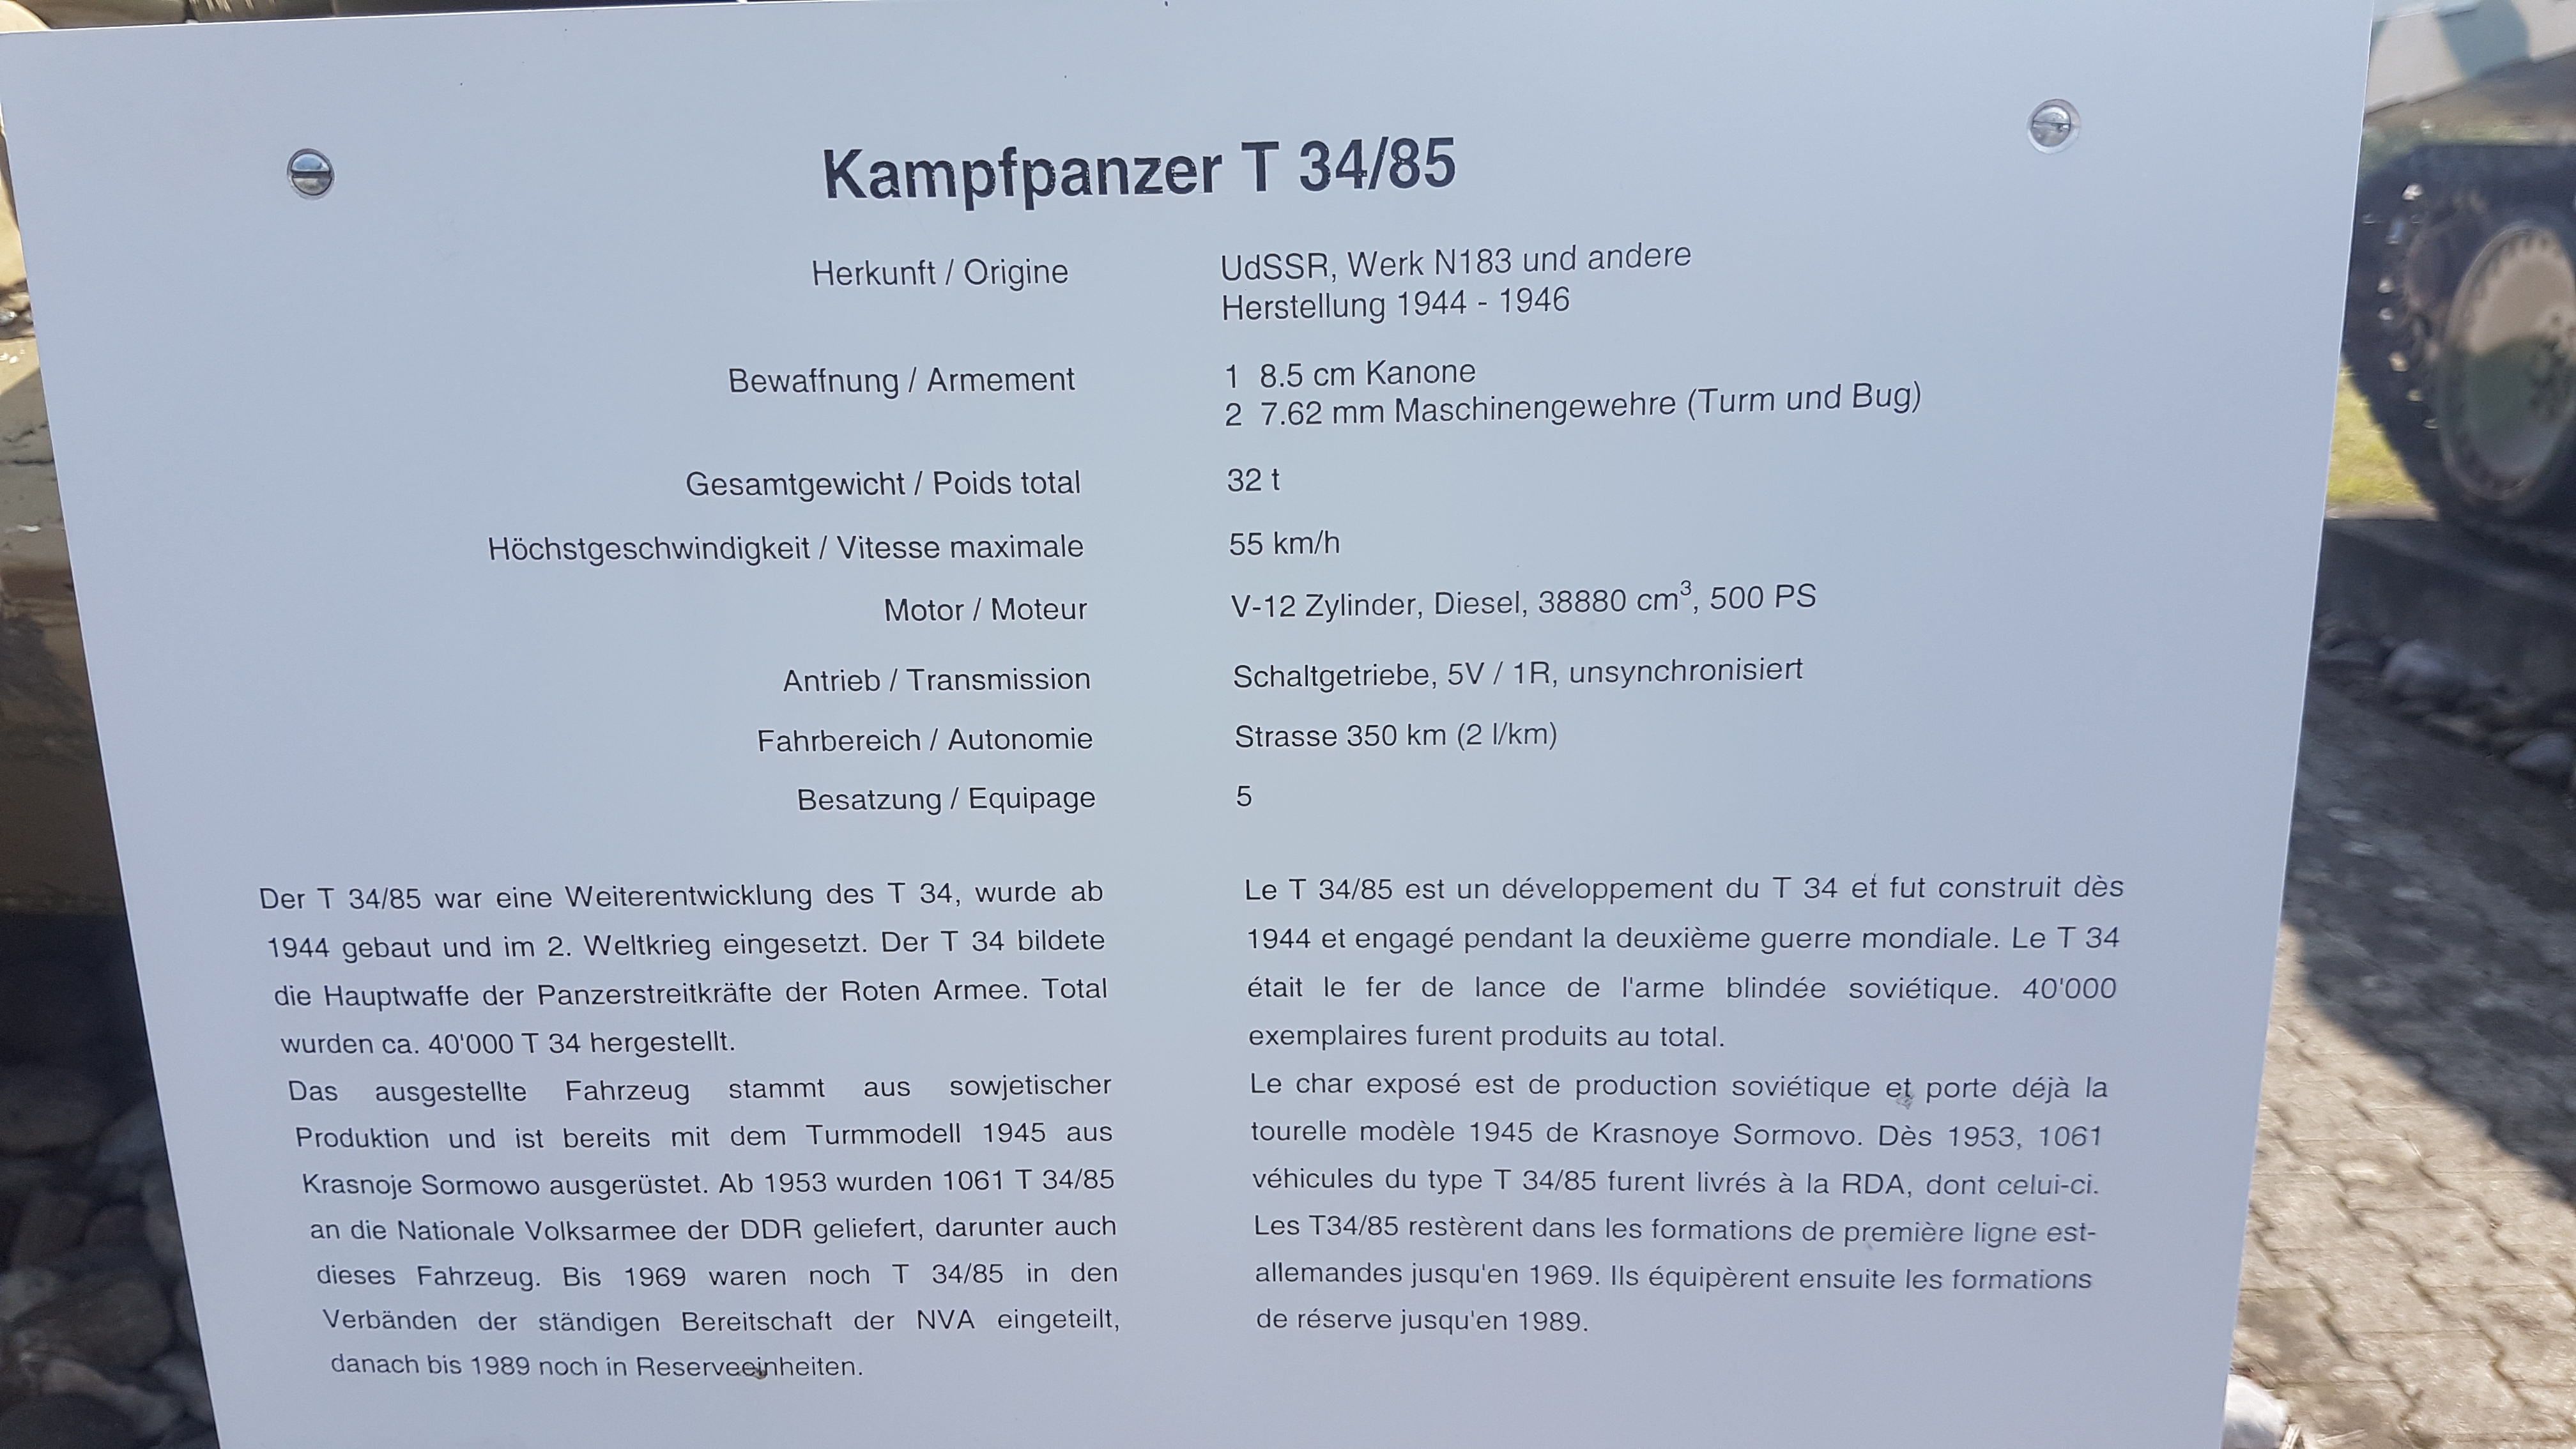 Kampfpanzer T 34/85
Herkunft / Origine UdSSR, Werk N183 und andere
Herstellung 1944 - 1946
Bewaffnung / Armement 1 8.5 cm Kanone
2 7.62 mm Maschinengewehre (Turm und Bug)
Gesamtgewicht / Poids total 32 t
Höchstgeschwindigkeit / Vitesse maximale 55 km/h
Motor / Moteur V-12 Zylinder, Diesel, 38880 cm³, 500 PS
Antrieb / Transmission Schaltgetriebe, 5V / 1R, unsynchronisiert
Fahrbereich / Autonomie Strasse 350 km (2 l/km)
Besatzung / Equipage 5
Der T 34/85 war eine Weiterentwicklung des T 34, wurde ab
1944 gebaut und im 2. Weltkrieg eingesetzt. Der T 34 bildete
die Hauptwaffe der Panzerstreitkräfte der Roten Armee. Total
wurden ca. 40'000 T 34 hergestellt.
Das ausgestellte Fahrzeug stammt aus sowjetischer
Produktion und ist bereits mit dem Turmmodell 1945 aus
Krasnoje Sormowo ausgerüstet. Ab 1953 wurden 1061 T 34/85
an die Nationale Volksarmee der DDR geliefert, darunter auch
dieses Fahrzeug. Bis 1969 waren noch T 34/85 in den
Verbänden der ständigen Bereitschaft der NVA eingeteilt,
danach bis 1989 noch in Reserveeinheiten.
Le T 34/85 est un développement du T 34 et fut construit dès
1944 et engagé pendant la deuxième guerre mondiale. Le T 34
était le fer de lance de l'arme blindée soviétique. 40'000
exemplaires furent produits au total.
Le char exposé est de production soviétique et porte déjà la
tourelle modèle 1945 de Krasnoye Sormovo. Dès 1953, 1061
véhicules du type T 34/85 furent livrés à la RDA, dont celui-ci.
Les T34/85 restèrent dans les formations de première ligne est-
allemandes jusqu'en 1969. Ils équipèrent ensuite les formations
de réserve jusqu'en 1989.